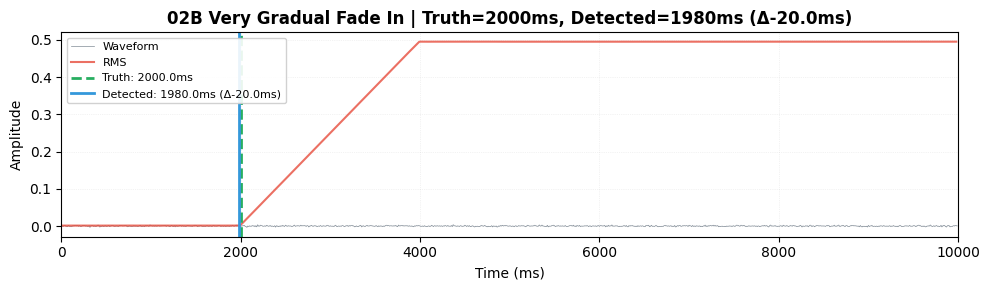 02B Very Gradual Fade In | Truth=2000ms, Detected=1980ms (Δ-20.0ms)
Amplitude
0.5
0.4
0.3
0.2
0.1
0.0
Waveform
RMS
Truth: 2000.0ms
Detected: 1980.0ms (Δ-20.0ms)
0 2000 4000 6000 8000 10000
Time (ms)